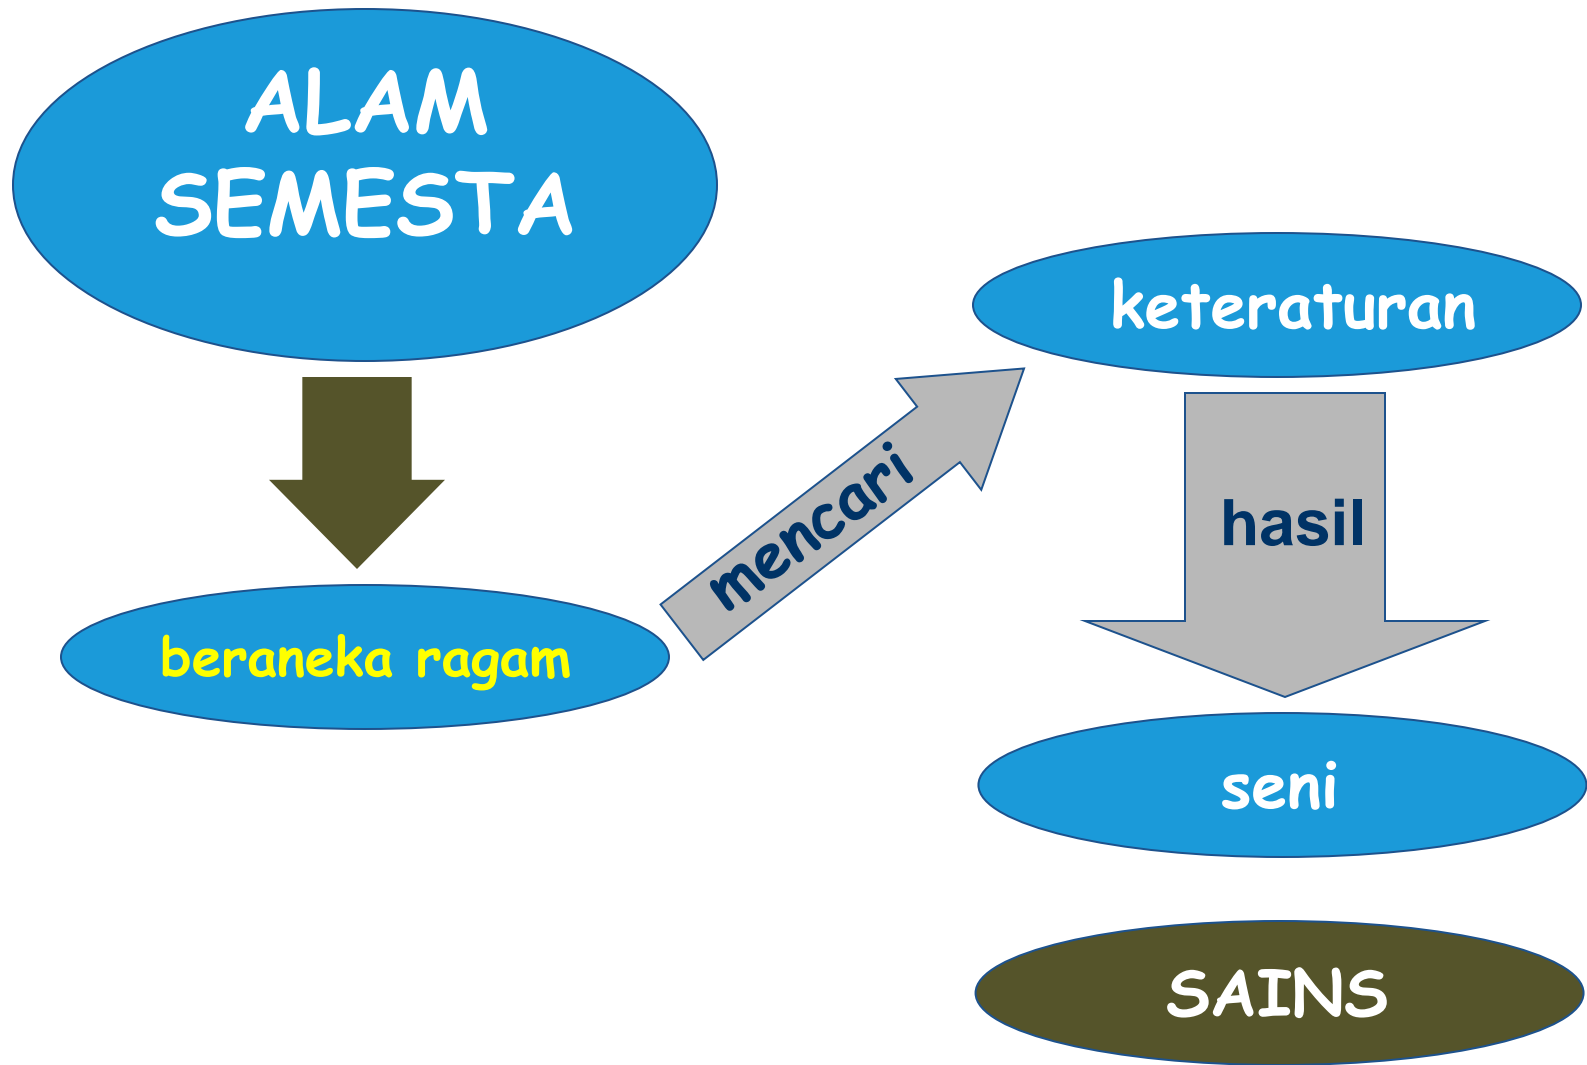 ALAM
SEMESTA
beraneka ragam
mencari
keteraturan
hasil
seni
SAINS